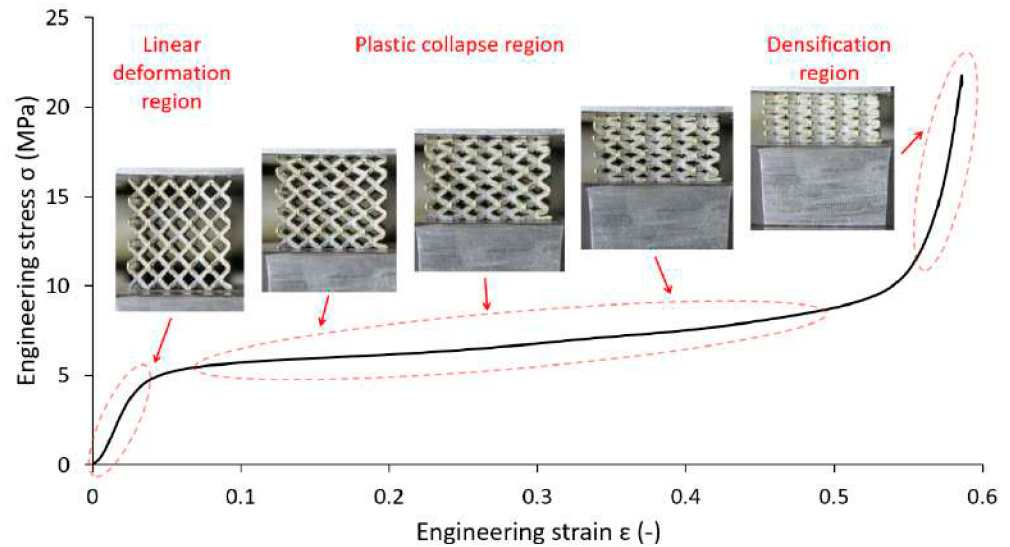 Linear
deformation
region
Plastic collapse region
Densification
region
Engineering stress σ (MPa)
25
20
15
10
5
0
0
0.1
0.2
0.3
0.4
0.5
0.6
Engineering strain ε (-)